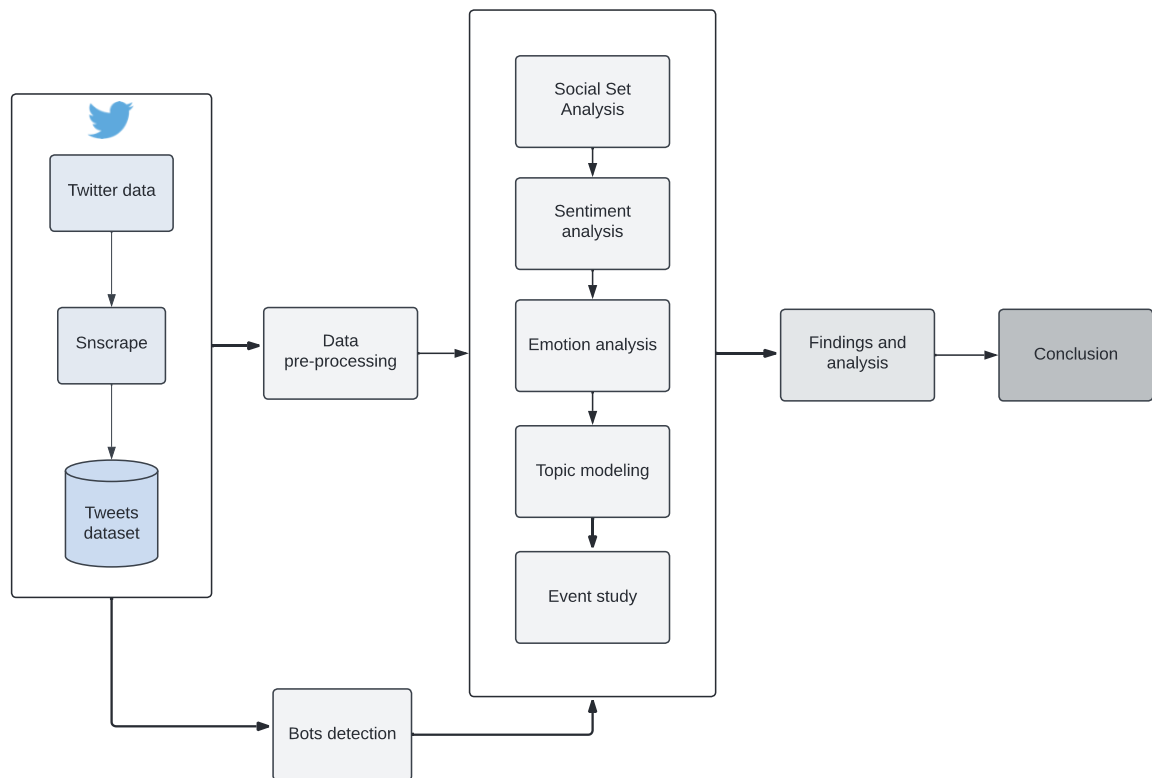 Twitter data
Snscrape
Tweets
dataset
Data
pre-processing
Bots detection
Social Set
Analysis
Sentiment
analysis
Emotion analysis
Topic modeling
Event study
Findings and
analysis
Conclusion